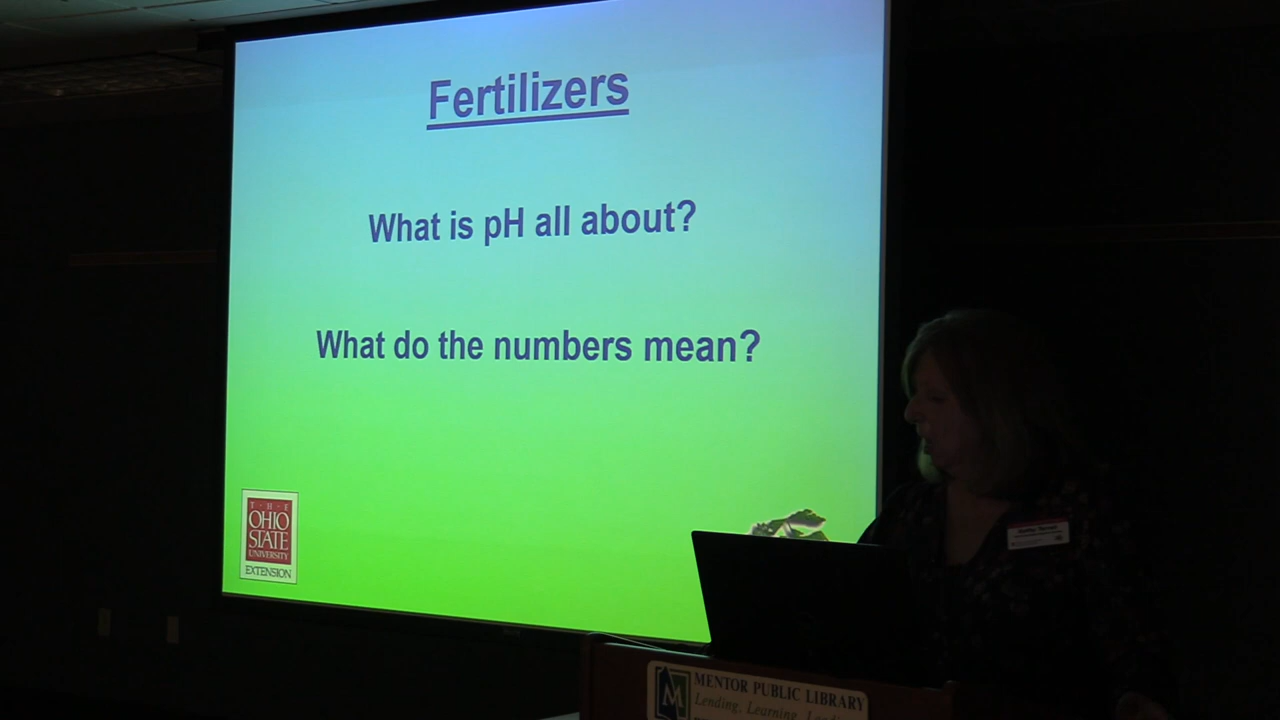 Fertilizers
What is pH all about?
What do the numbers mean?
THE
OHIO
STATE
UNIVERSITY
EXTENSION
M
MENTOR PUBLIC LIBRARY
Lending. Learning.